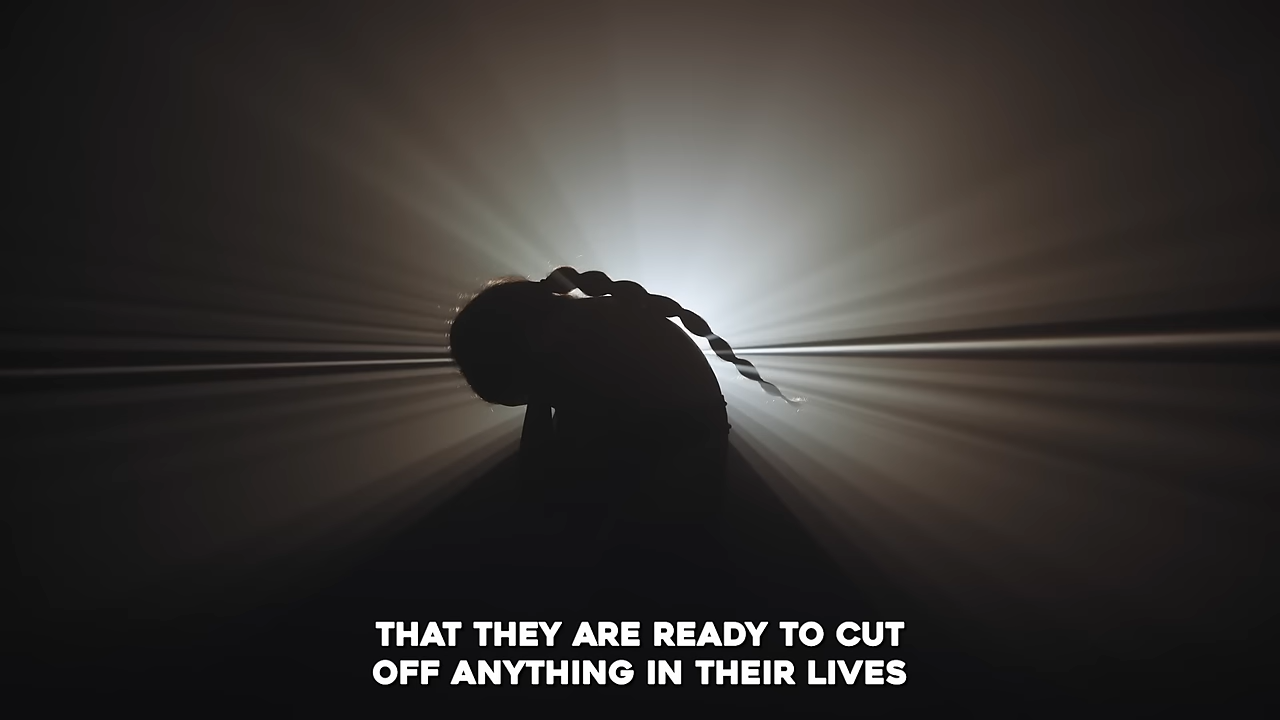 THAT THEY ARE READY TO CUT
OFF ANYTHING IN THEIR LIVES